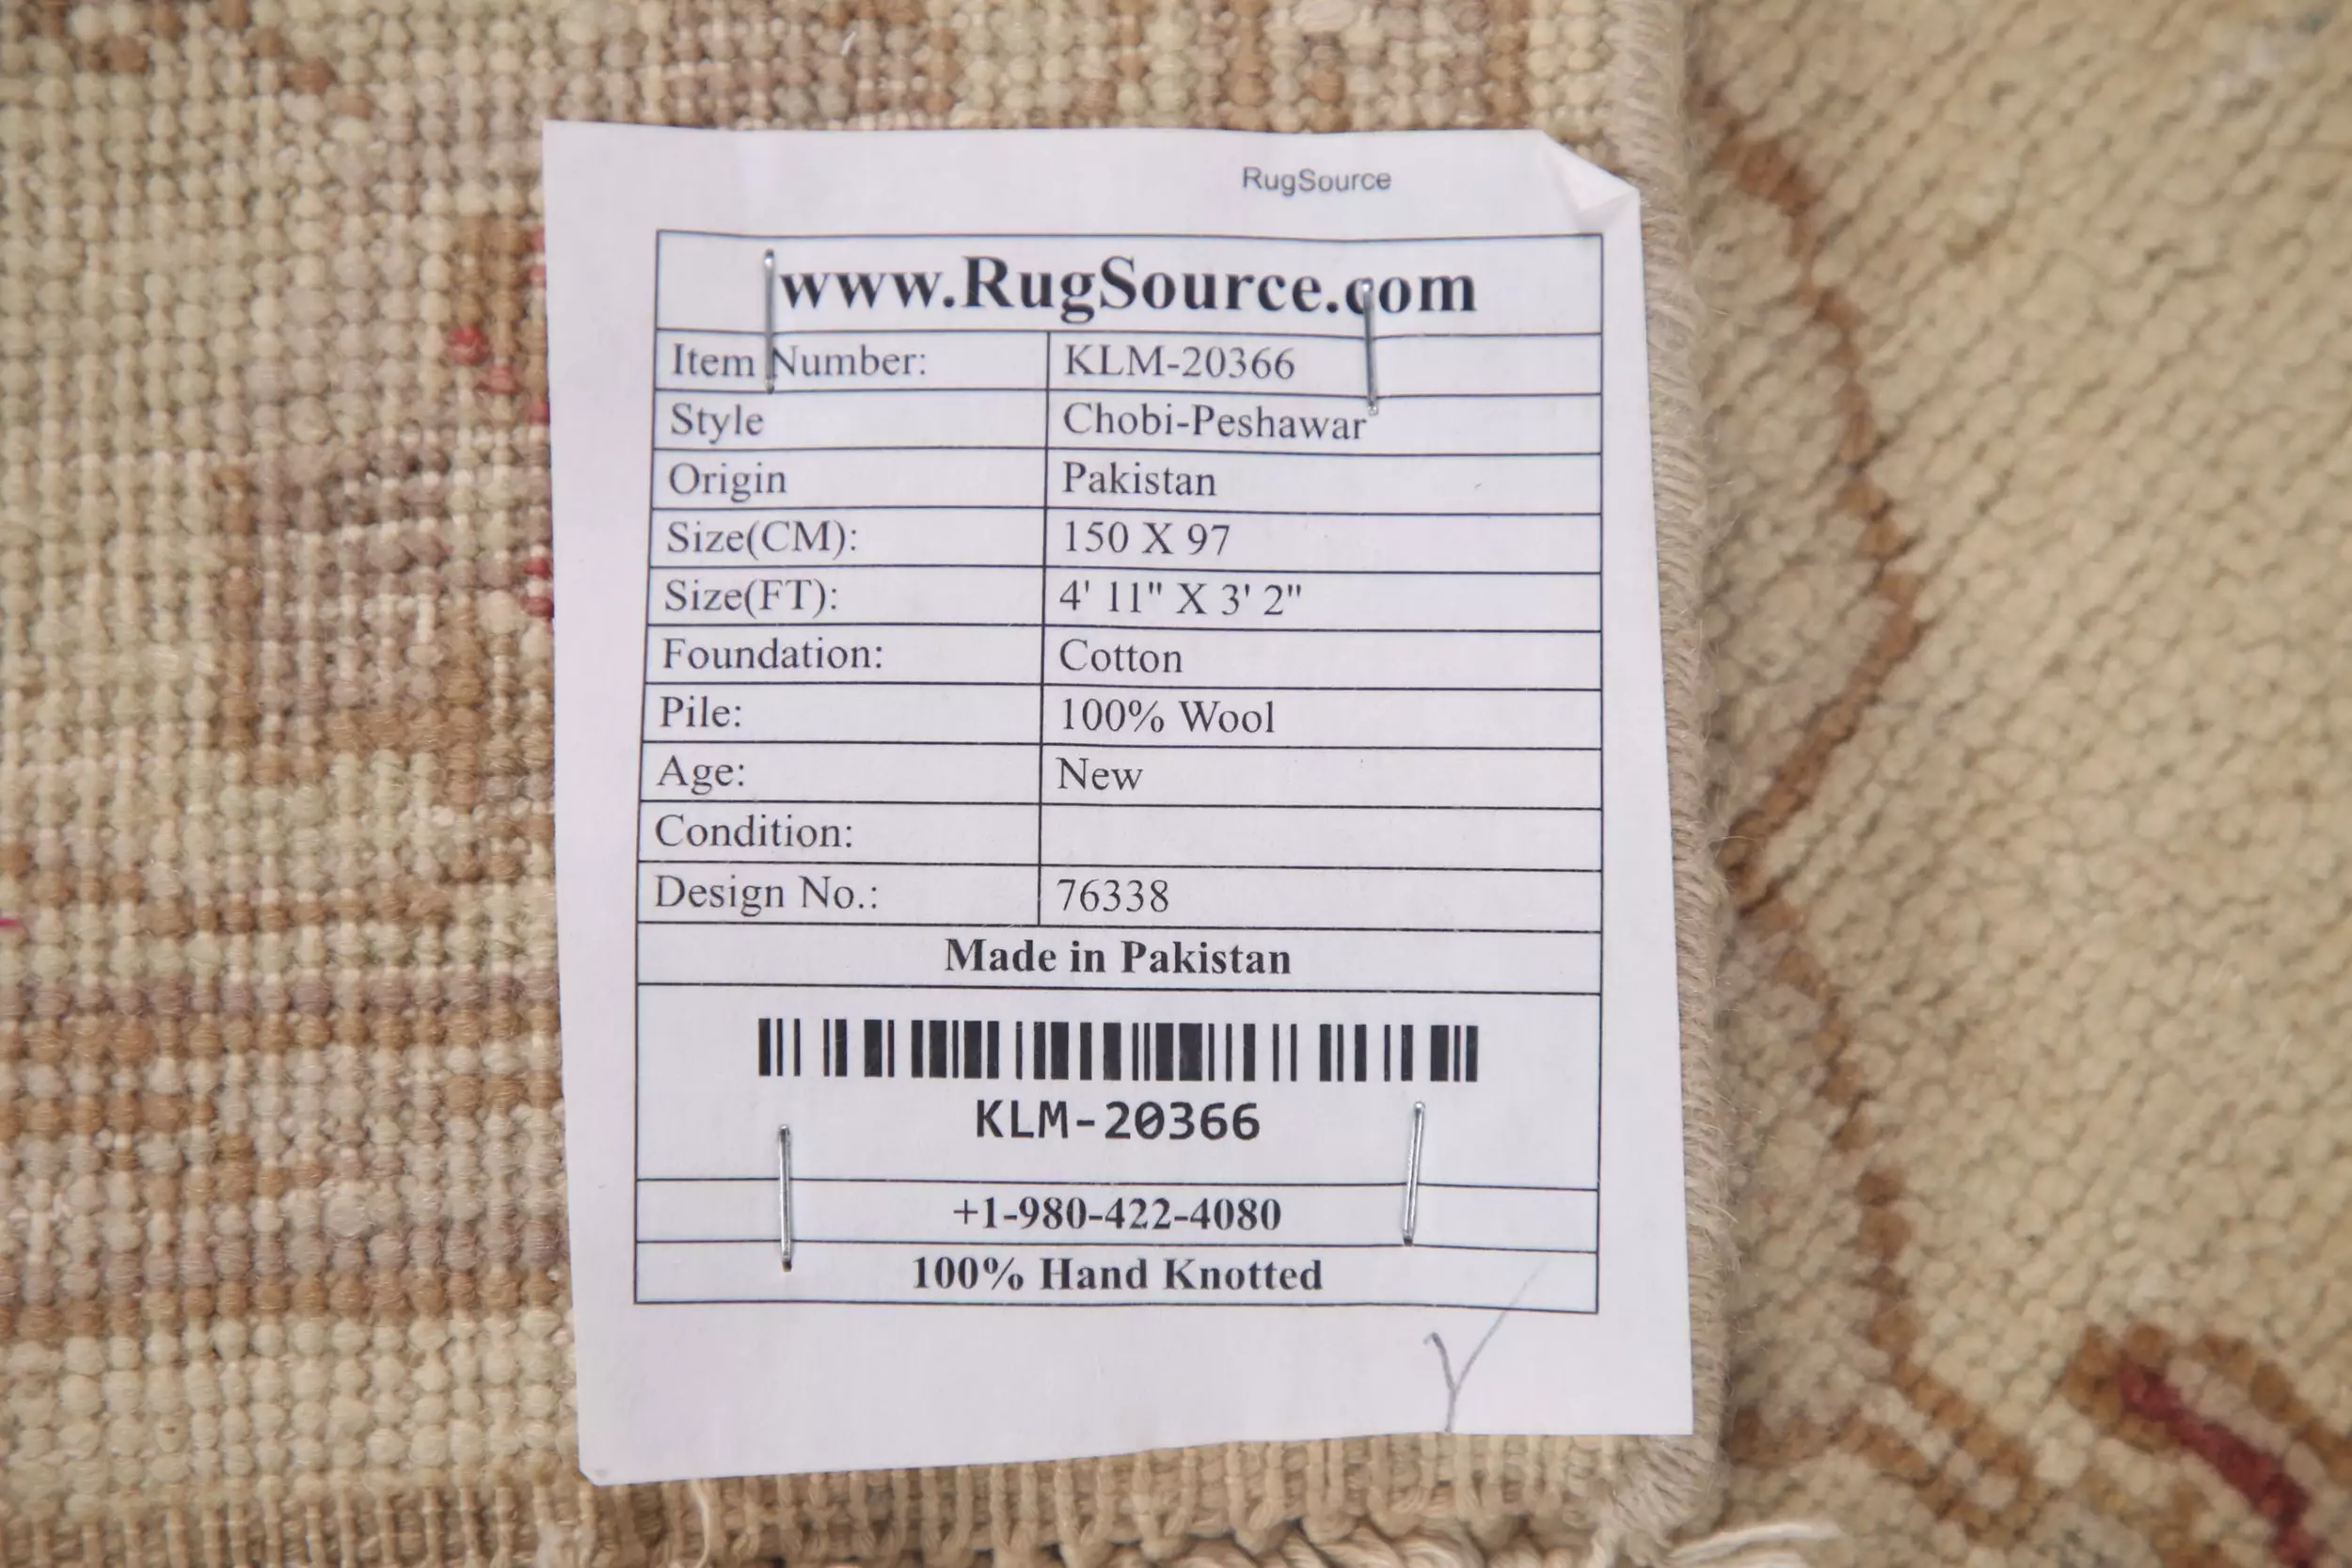 RugSource
www.RugSource.com
Item Number: KLM-20366
Style Chobi-Peshawar
Origin Pakistan
Size(CM): 150 X 97
Size(FT): 4' 11" X 3' 2"
Foundation: Cotton
Pile: 100% Wool
Age: New
Condition:
Design No.: 76338
Made in Pakistan
KLM-20366
+1-980-422-4080
100% Hand Knotted
Y